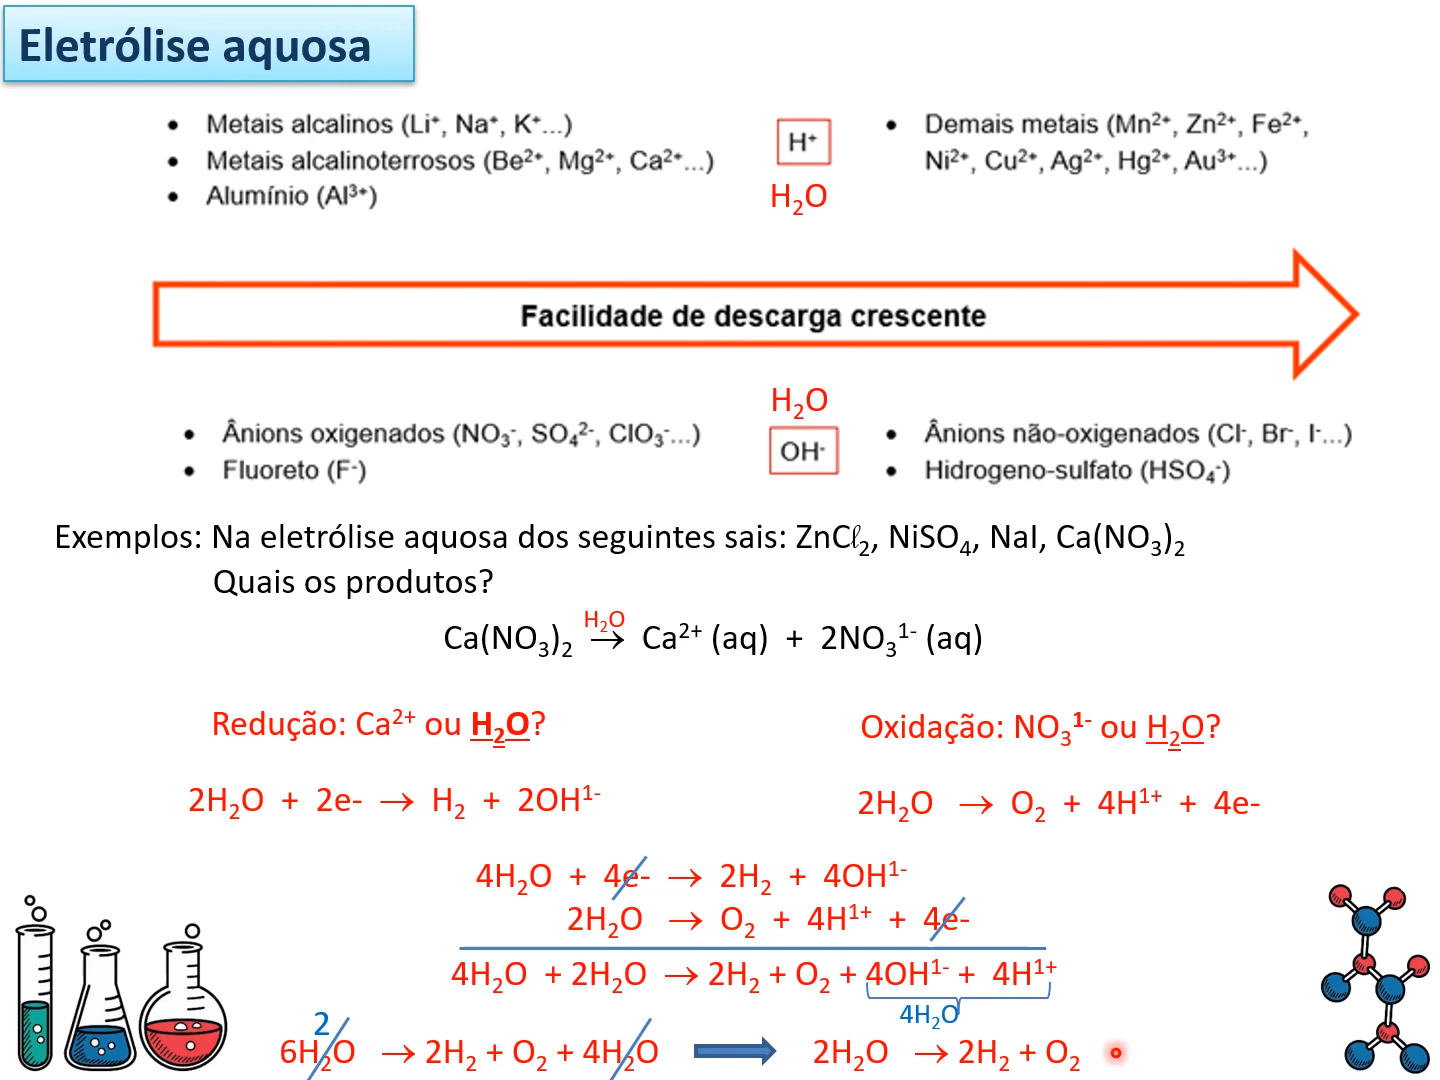 Eletrólise aquosa
• Metais alcalinos (Li⁺, Na⁺, K⁺...)
• Metais alcalinoterrosos (Be²⁺, Mg²⁺, Ca²⁺...)
• Alumínio (Al³⁺)
H⁺
H₂O
• Demais metais (Mn²⁺, Zn²⁺, Fe²⁺,
Ni²⁺, Cu²⁺, Ag²⁺, Hg²⁺, Au³⁺...)
Facilidade de descarga crescente
• Ânions oxigenados (NO₃⁻, SO₄²⁻, ClO₃⁻...)
• Fluoreto (F⁻)
H₂O
OH⁻
• Ânions não-oxigenados (Cl⁻, Br⁻, I⁻...)
• Hidrogeno-sulfato (HSO₄⁻)
Exemplos: Na eletrólise aquosa dos seguintes sais: ZnCℓ₂, NiSO₄, NaI, Ca(NO₃)₂
Quais os produtos?
H₂O
Ca(NO₃)₂ → Ca²⁺ (aq) + 2NO₃¹⁻ (aq)
Redução: Ca²⁺ ou H₂O?
Oxidação: NO₃¹⁻ ou H₂O?
2H₂O + 2e- → H₂ + 2OH¹⁻
2H₂O → O₂ + 4H¹⁺ + 4e-
4H₂O + 4e- → 2H₂ + 4OH¹⁻
2H₂O → O₂ + 4H¹⁺ + 4e-
4H₂O + 2H₂O → 2H₂ + O₂ + 4OH¹⁻ + 4H¹⁺
4H₂O
2
6H₂O → 2H₂ + O₂ + 4H₂O
2H₂O → 2H₂ + O₂